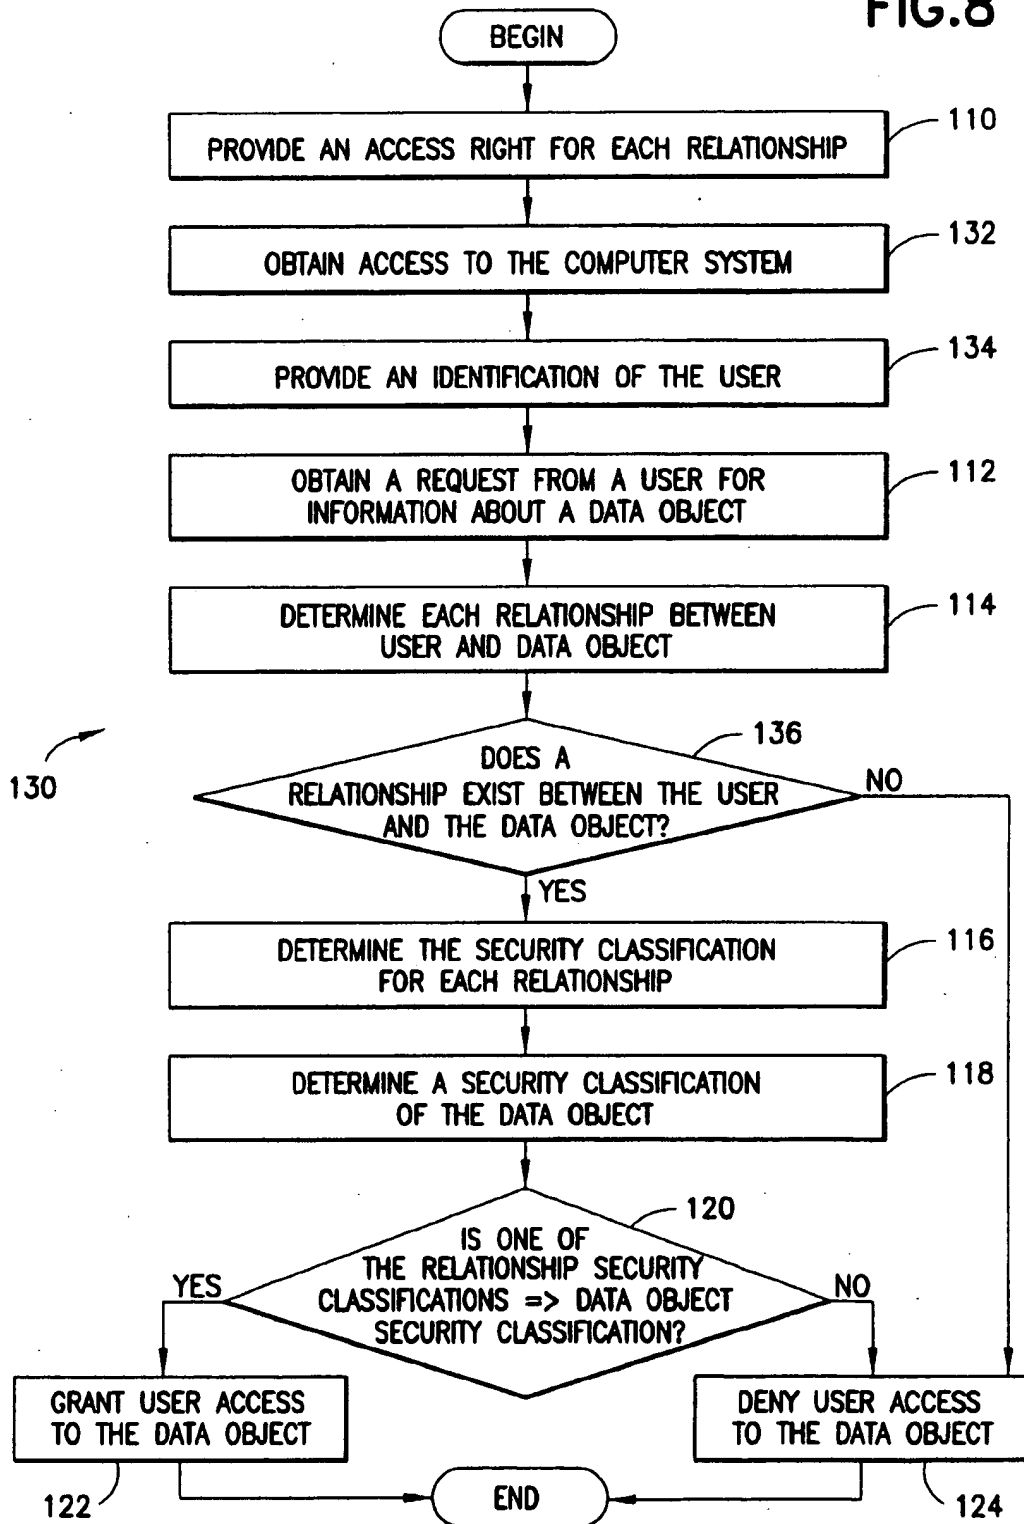 FIG.8
BEGIN
PROVIDE AN ACCESS RIGHT FOR EACH RELATIONSHIP
110
OBTAIN ACCESS TO THE COMPUTER SYSTEM
132
PROVIDE AN IDENTIFICATION OF THE USER
134
OBTAIN A REQUEST FROM A USER FOR
INFORMATION ABOUT A DATA OBJECT
112
DETERMINE EACH RELATIONSHIP BETWEEN
USER AND DATA OBJECT
114
130
136
DOES A
RELATIONSHIP EXIST BETWEEN THE USER
AND THE DATA OBJECT?
NO
YES
DETERMINE THE SECURITY CLASSIFICATION
FOR EACH RELATIONSHIP
116
DETERMINE A SECURITY CLASSIFICATION
OF THE DATA OBJECT
118
120
IS ONE OF
THE RELATIONSHIP SECURITY
CLASSIFICATIONS => DATA OBJECT
SECURITY CLASSIFICATION?
YES
NO
GRANT USER ACCESS
TO THE DATA OBJECT
122
DENY USER ACCESS
TO THE DATA OBJECT
124
END